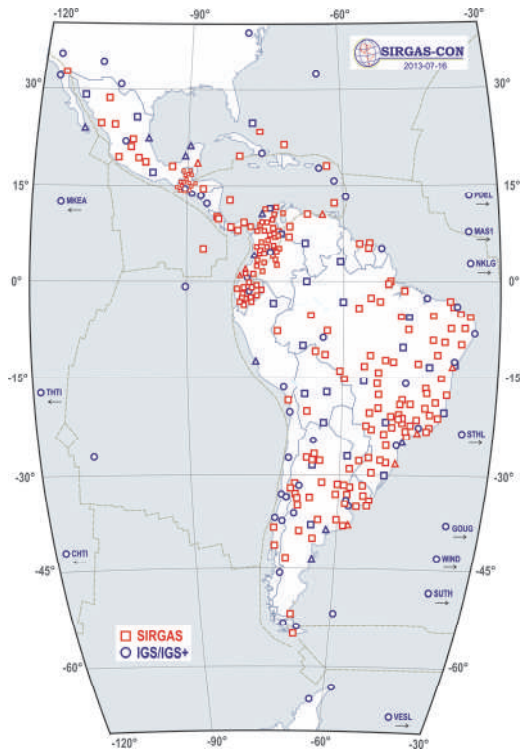 -120° -90° -60° -30°
SIRGAS-CON
2013-07-16
30° 30°
15° 15°
MKEA
PDEL
MAS1
NKLG
0° 0°
-15° -15°
THTI
STHL
-30° -30°
GOUG
CHTI
WIND
-45° -45°
SUTH
SIRGAS
IGS/IGS+
-60° -60°
VESL
-120° -90° -60° -30°